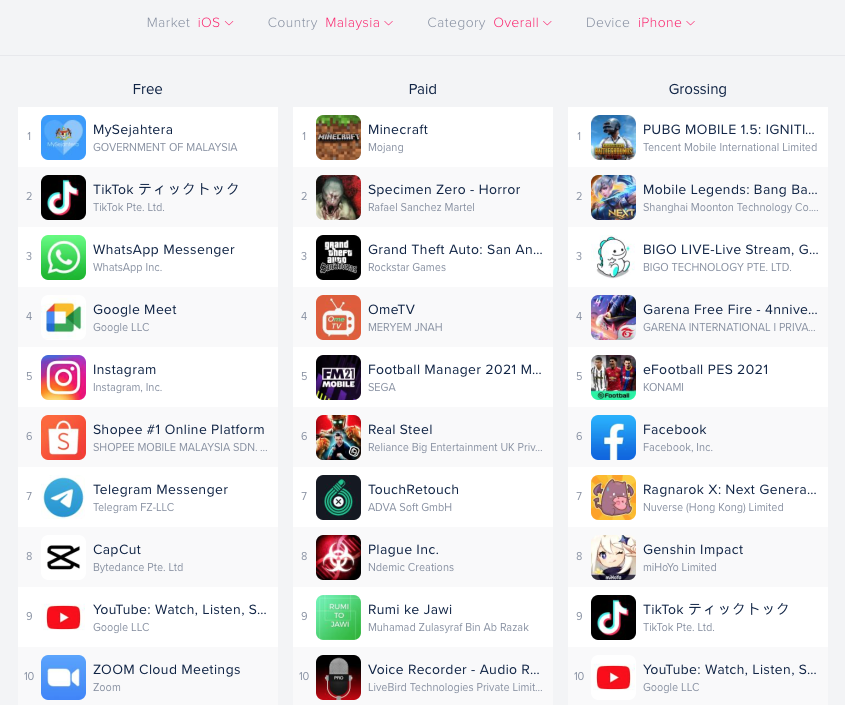 Market iOS Country Malaysia Category Overall Device iPhone
Free
1
MySejahtera
GOVERNMENT OF MALAYSIA
2
TikTok ティックトック
TikTok Pte. Ltd.
3
WhatsApp Messenger
WhatsApp Inc.
4
Google Meet
Google LLC
5
Instagram
Instagram, Inc.
6
Shopee #1 Online Platform
SHOPEE MOBILE MALAYSIA SDN. ...
7
Telegram Messenger
Telegram FZ-LLC
8
CapCut
Bytedance Pte. Ltd
9
YouTube: Watch, Listen, S...
Google LLC
10
ZOOM Cloud Meetings
Zoom
Paid
1
MINECRAFT
Minecraft
Mojang
2
Specimen Zero - Horror
Rafael Sanchez Martel
3
grand
theft
auto
Grand Theft Auto: San An...
Rockstar Games
4
Ome
TV
OmeTV
MERYEM JNAH
5
FM21
MOBILE
Football Manager 2021 M...
SEGA
6
Real Steel
Reliance Big Entertainment UK Priv...
7
TouchRetouch
ADVA Soft GmbH
8
Plague Inc.
Ndemic Creations
9
RUMI
TO
JAWI
Rumi ke Jawi
Muhamad Zulasyraf Bin Ab Razak
10
PRO
Voice Recorder - Audio R...
LiveBird Technologies Private Limit...
Grossing
1
PUBG MOBILE 1.5: IGNITI...
Tencent Mobile International Limited
2
NEXT
Mobile Legends: Bang Ba...
Shanghai Moonton Technology Co....
3
BIGO LIVE-Live Stream, G...
BIGO TECHNOLOGY PTE. LTD.
4
Garena Free Fire - 4nnive...
GARENA INTERNATIONAL I PRIVA...
5
eFootball
eFootball PES 2021
KONAMI
6
Facebook
Facebook, Inc.
7
Ragnarok X: Next Genera...
Nuverse (Hong Kong) Limited
8
miHoYo
Genshin Impact
miHoYo Limited
9
TikTok ティックトック
TikTok Pte. Ltd.
10
YouTube: Watch, Listen, S...
Google LLC